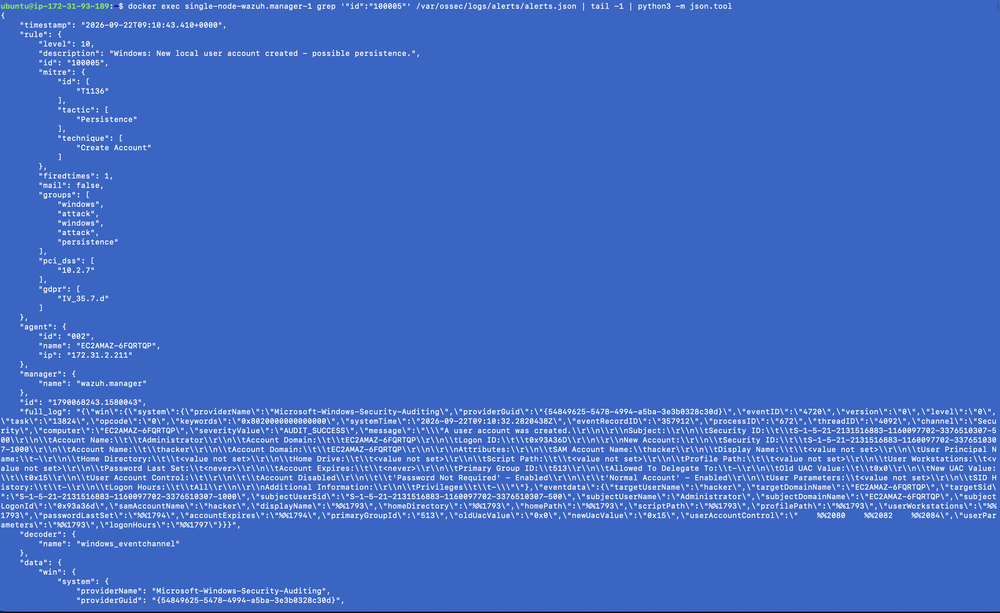 ubuntu@ip-172-31-93-189:~$ docker exec single-node-wazuh.manager-1 grep '"id":"100005"' /var/ossec/logs/alerts/alerts.json | tail -1 | python3 -m json.tool
{
    "timestamp": "2026-09-22T09:10:43.410+0000",
    "rule": {
        "level": 10,
        "description": "Windows: New local user account created - possible persistence.",
        "id": "100005",
        "mitre": {
            "id": [
                "T1136"
            ],
            "tactic": [
                "Persistence"
            ],
            "technique": [
                "Create Account"
            ]
        },
        "firedtimes": 1,
        "mail": false,
        "groups": [
            "windows",
            "attack",
            "windows",
            "attack",
            "persistence"
        ],
        "pci_dss": [
            "10.2.7"
        ],
        "gdpr": [
            "IV_35.7.d"
        ]
    },
    "agent": {
        "id": "002",
        "name": "EC2AMAZ-6FQRTQP",
        "ip": "172.31.2.211"
    },
    "manager": {
        "name": "wazuh.manager"
    },
    "id": "1790068243.1580043",
    "full_log": "{\"win\":{\"system\":{\"providerName\":\"Microsoft-Windows-Security-Auditing\",\"providerGuid\":\"{54849625-5478-4994-a5ba-3e3b0328c30d}\",\"eventID\":\"4720\",\"version\":\"0\",\"level\":\"0\",
\"task\":\"13824\",\"opcode\":\"0\",\"keywords\":\"0x8020000000000000\",\"systemTime\":\"2026-09-22T09:10:32.2820438Z\",\"eventRecordID\":\"357912\",\"processID\":\"672\",\"threadID\":\"4092\",\"channel\":\"Secu
rity\",\"computer\":\"EC2AMAZ-6FQRTQP\",\"severityValue\":\"AUDIT_SUCCESS\",\"message\":\"\\\"A user account was created.\\r\\n\\r\\nSubject:\\r\\n\\tSecurity ID:\\t\\tS-1-5-21-2131516883-1160097702-3376510307-5
00\\r\\n\\tAccount Name:\\t\\tAdministrator\\r\\n\\tAccount Domain:\\t\\tEC2AMAZ-6FQRTQP\\r\\n\\tLogon ID:\\t\\t0x93A36D\\r\\n\\r\\nNew Account:\\r\\n\\tSecurity ID:\\t\\tS-1-5-21-2131516883-1160097702-337651030
7-1000\\r\\n\\tAccount Name:\\t\\thacker\\r\\n\\tAccount Domain:\\t\\tEC2AMAZ-6FQRTQP\\r\\n\\r\\nAttributes:\\r\\n\\tSAM Account Name:\\thacker\\r\\n\\tDisplay Name:\\t\\t<value not set>\\r\\n\\tUser Principal N
ame:\\t-\\r\\n\\tHome Directory:\\t\\t<value not set>\\r\\n\\tHome Drive:\\t\\t<value not set>\\r\\n\\tScript Path:\\t\\t<value not set>\\r\\n\\tProfile Path:\\t\\t<value not set>\\r\\n\\tUser Workstations:\\t<v
alue not set>\\r\\n\\tPassword Last Set:\\t<never>\\r\\n\\tAccount Expires:\\t\\t<never>\\r\\n\\tPrimary Group ID:\\t513\\r\\n\\tAllowed To Delegate To:\\t-\\r\\n\\tOld UAC Value:\\t\\t0x0\\r\\n\\tNew UAC Value:
\\t\\t0x15\\r\\n\\tUser Account Control:\\t\\r\\n\\t\\tAccount Disabled\\r\\n\\t\\t'Password Not Required' - Enabled\\r\\n\\t\\t'Normal Account' - Enabled\\r\\n\\tUser Parameters:\\t<value not set>\\r\\n\\tSID H
istory:\\t\\t-\\r\\n\\tLogon Hours:\\t\\tAll\\r\\n\\r\\nAdditional Information:\\r\\n\\tPrivileges\\t\\t-\\\"\"},\"eventdata\":{\"targetUserName\":\"hacker\",\"targetDomainName\":\"EC2AMAZ-6FQRTQP\",\"targetSid\
":\"S-1-5-21-2131516883-1160097702-3376510307-1000\",\"subjectUserSid\":\"S-1-5-21-2131516883-1160097702-3376510307-500\",\"subjectUserName\":\"Administrator\",\"subjectDomainName\":\"EC2AMAZ-6FQRTQP\",\"subject
LogonId\":\"0x93a36d\",\"samAccountName\":\"hacker\",\"displayName\":\"%%1793\",\"homeDirectory\":\"%%1793\",\"homePath\":\"%%1793\",\"scriptPath\":\"%%1793\",\"profilePath\":\"%%1793\",\"userWorkstations\":\"%%
1793\",\"passwordLastSet\":\"%%1794\",\"accountExpires\":\"%%1794\",\"primaryGroupId\":\"513\",\"oldUacValue\":\"0x0\",\"newUacValue\":\"0x15\",\"userAccountControl\":\"    %%2080    %%2082    %%2084\",\"userPar
ameters\":\"%%1793\",\"logonHours\":\"%%1797\"}}}",
    "decoder": {
        "name": "windows_eventchannel"
    },
    "data": {
        "win": {
            "system": {
                "providerName": "Microsoft-Windows-Security-Auditing",
                "providerGuid": "{54849625-5478-4994-a5ba-3e3b0328c30d}",